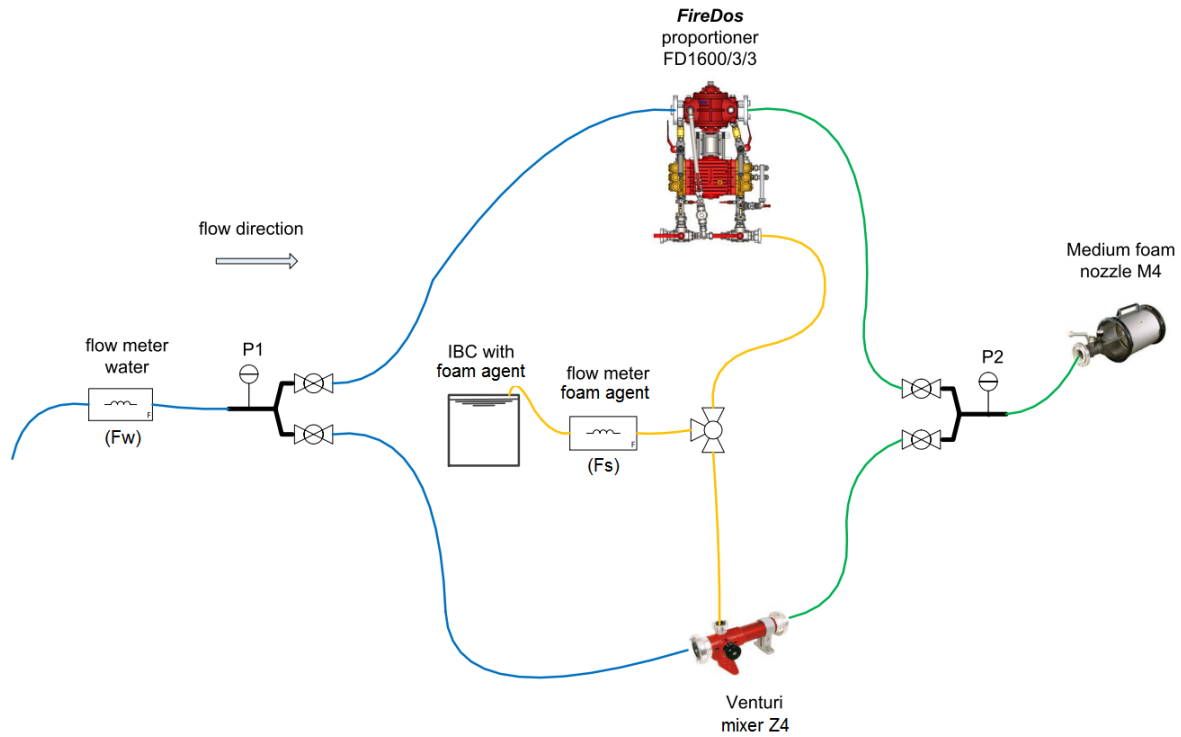 FireDos
proportioner
FD1600/3/3
flow direction
Medium foam
nozzle M4
flow meter
water
P1
IBC with
foam agent
flow meter
foam agent
P2
F
(Fw)
F
(Fs)
Venturi
mixer Z4